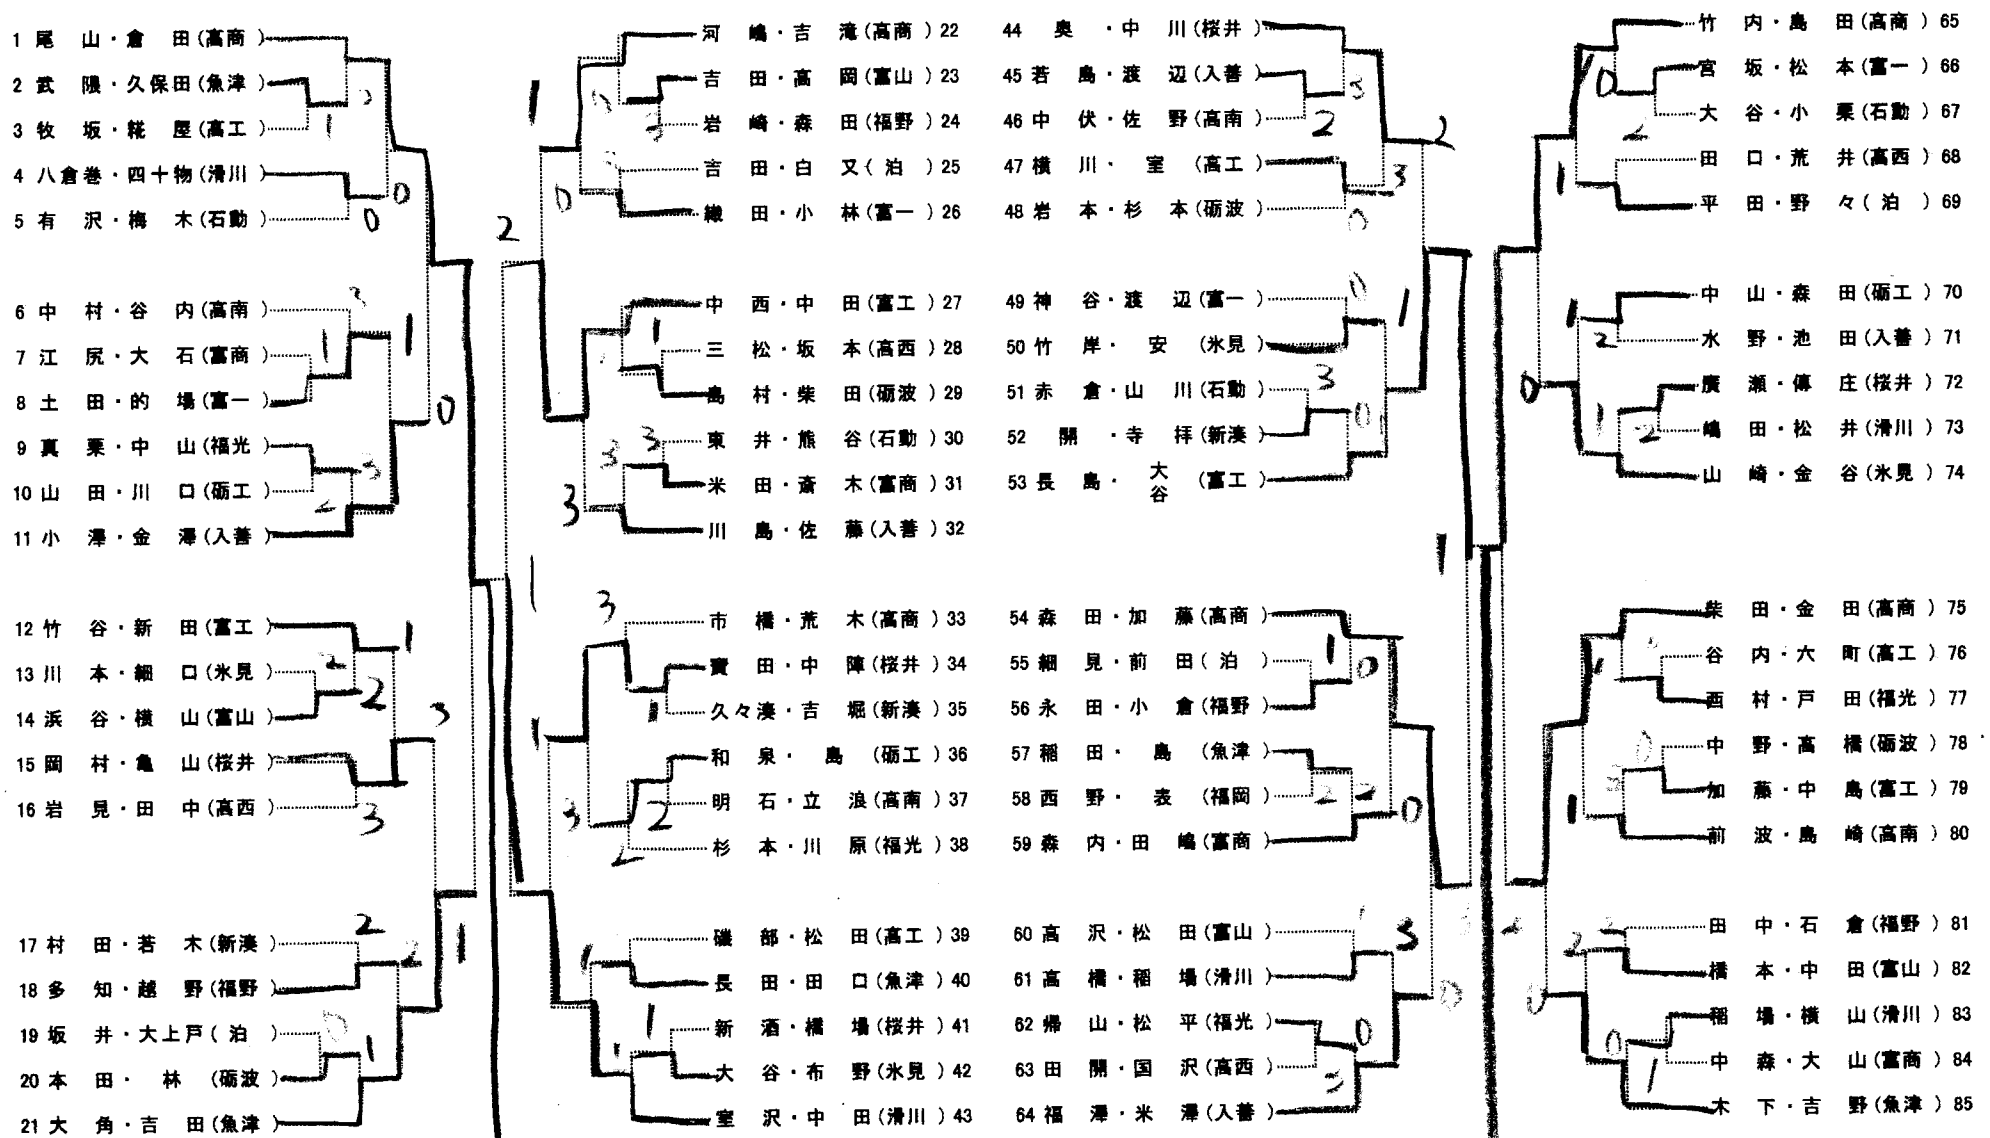 1 尾 山・倉 田(高商)
2 武 隈・久保田(魚津)
3 牧 坂・糀 屋(高工)
4 八倉巻・四十物(滑川)
5 有 沢・梅 木(石動)
6 中 村・谷 内(高南)
7 江 尻・大 石(富商)
8 土 田・的 場(富一)
9 真 栗・中 山(福光)
10 山 田・川 口(砺工)
11 小 澤・金 澤(入善)
12 竹 谷・新 田(富工)
13 川 本・細 口(氷見)
14 浜 谷・横 山(富山)
15 岡 村・亀 山(桜井)
16 岩 見・田 中(高西)
17 村 田・若 木(新湊)
18 多 知・越 野(福野)
19 坂 井・大上戸(泊)
20 本 田・林(砺波)
21 大 角・吉 田(魚津)
河 嶋・吉 滝(高商)22
吉 田・高 岡(富山)23
岩 崎・森 田(福野)24
吉 田・白 又(泊)25
織 田・小 林(富一)26
中 西・中 田(富工)27
三 松・坂 本(高西)28
島 村・柴 田(砺波)29
東 井・熊 谷(石動)30
米 田・斎 木(富商)31
川 島・佐 藤(入善)32
市 橋・荒 木(高商)33
寶 田・中 陣(桜井)34
久々湊・吉 堀(新湊)35
和 泉・島(砺工)36
明 石・立 浪(高南)37
杉 本・川 原(福光)38
磯 部・松 田(高工)39
長 田・田 口(魚津)40
新 酒・橋 場(桜井)41
大 谷・布 野(氷見)42
室 沢・中 田(滑川)43
44 奥・中 川(桜井)
45 若 島・渡 辺(入善)
46 中 伏・佐 野(高南)
47 横 川・室(高工)
48 岩 本・杉 本(砺波)
49 神 谷・渡 辺(富一)
50 竹 岸・安(氷見)
51 赤 倉・山 川(石動)
52 開・寺 拝(新湊)
53 長 島・大谷(富工)
54 森 田・加 藤(高商)
55 細 見・前 田(泊)
56 永 田・小 倉(福野)
57 稲 田・島(魚津)
58 西 野・表(福岡)
59 森 内・田 嶋(富商)
60 高 沢・松 田(富山)
61 高 橋・稲 場(滑川)
62 帰 山・松 平(福光)
63 田 開・国 沢(高西)
64 福 澤・米 澤(入善)
竹 内・島 田(高商)65
宮 坂・松 本(富一)66
大 谷・小 栗(石動)67
田 口・荒 井(高西)68
平 田・野 々(泊)69
中 山・森 田(砺工)70
水 野・池 田(入善)71
廣 瀬・傳 庄(桜井)72
嶋 田・松 井(滑川)73
山 崎・金 谷(氷見)74
柴 田・金 田(高商)75
谷 内・六 町(高工)76
西 村・戸 田(福光)77
中 野・高 橋(砺波)78
加 藤・中 島(富工)79
前 波・島 崎(高南)80
田 中・石 倉(福野)81
橋 本・中 田(富山)82
稲 場・横 山(滑川)83
中 森・大 山(富商)84
木 下・吉 野(魚津)85